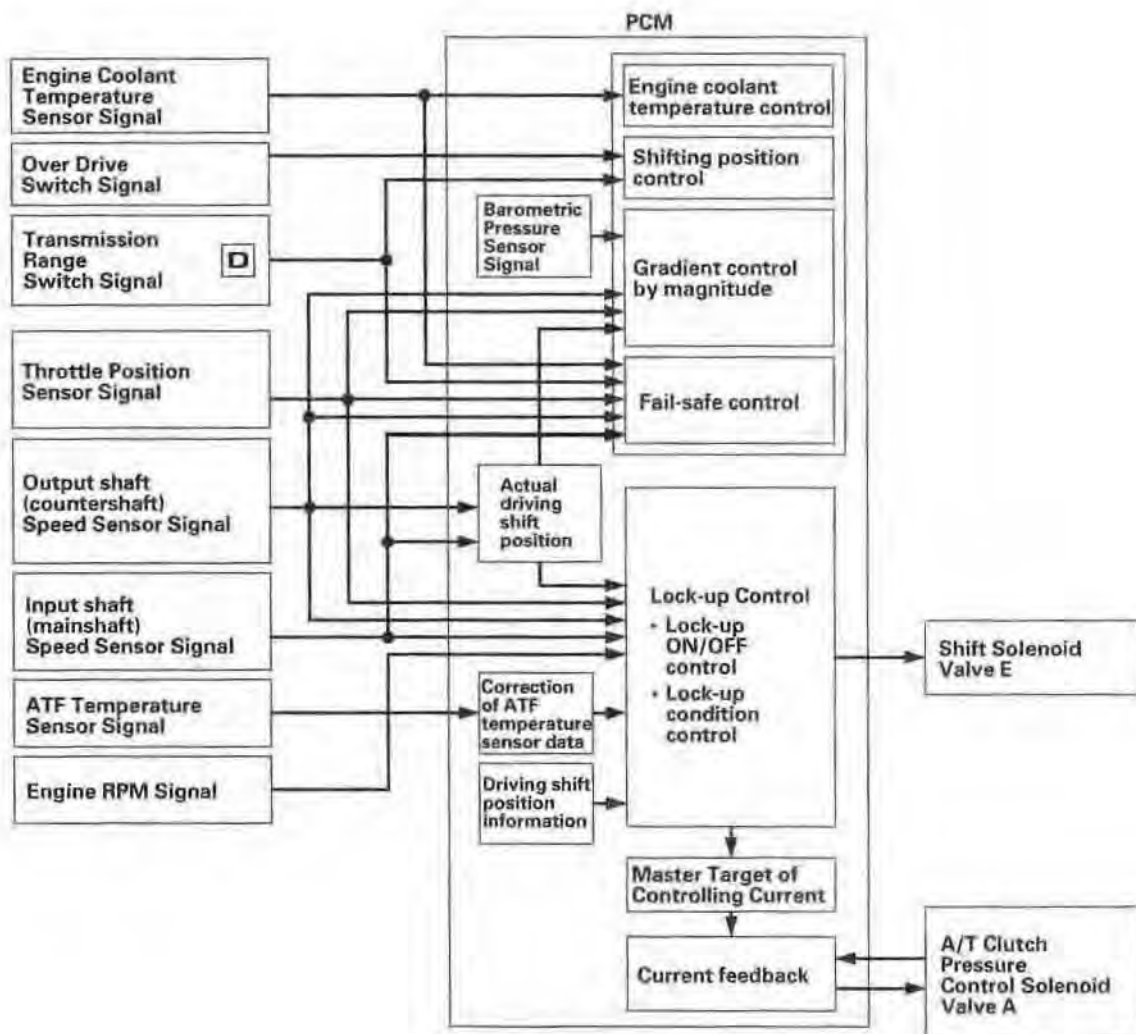 PCM
Engine Coolant
Temperature
Sensor Signal
Over Drive
Switch Signal
Transmission
Range
Switch Signal
D
Throttle Position
Sensor Signal
Output shaft
(countershaft)
Speed Sensor Signal
Input shaft
(mainshaft)
Speed Sensor Signal
ATF Temperature
Sensor Signal
Engine RPM Signal
Engine coolant
temperature control
Shifting position
control
Barometric
Pressure
Sensor
Signal
Gradient control
by magnitude
Fail-safe control
Actual
driving
shift
position
Lock-up Control
• Lock-up
ON/OFF
control
• Lock-up
condition
control
Correction
of ATF
temperature
sensor data
Driving shift
position
information
Master Target of
Controlling Current
Current feedback
Shift Solenoid
Valve E
A/T Clutch
Pressure
Control Solenoid
Valve A